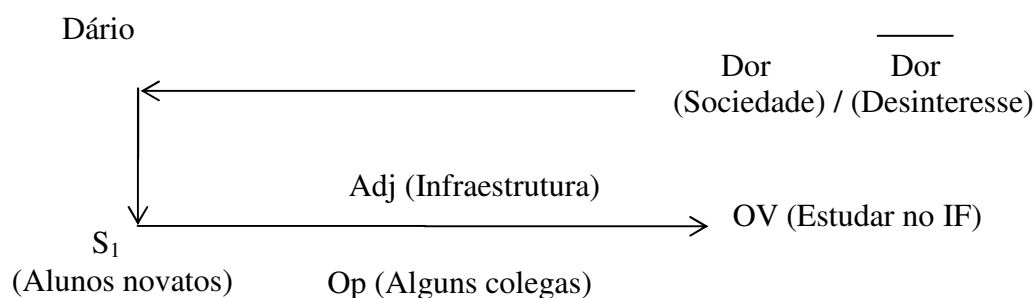 Dário
Dor Dor
(Sociedade) / (Desinteresse)
Adj (Infraestrutura)
OV (Estudar no IF)
S₁
(Alunos novatos) Op (Alguns colegas)